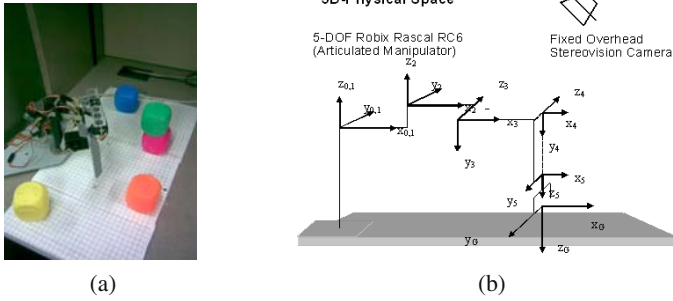 3D-Physical Space
5-DOF Robix Rascal RC6
(Articulated Manipulator)
Fixed Overhead
Stereovision Camera
z2
z0,1
y2
z3
z4
y0,1
x2
x0,1
x3
x4
y3
y4
x5
z5
y5
xG
yG
zG
(a)
(b)